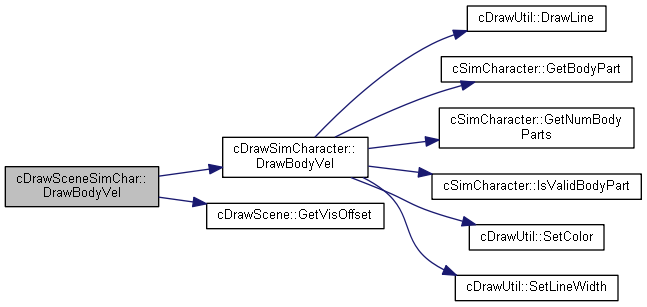 cDrawSceneSimChar::
DrawBodyVel
cDrawSimCharacter::
DrawBodyVel
cDrawScene::GetVisOffset
cDrawUtil::DrawLine
cSimCharacter::GetBodyPart
cSimCharacter::GetNumBody
Parts
cSimCharacter::IsValidBodyPart
cDrawUtil::SetColor
cDrawUtil::SetLineWidth